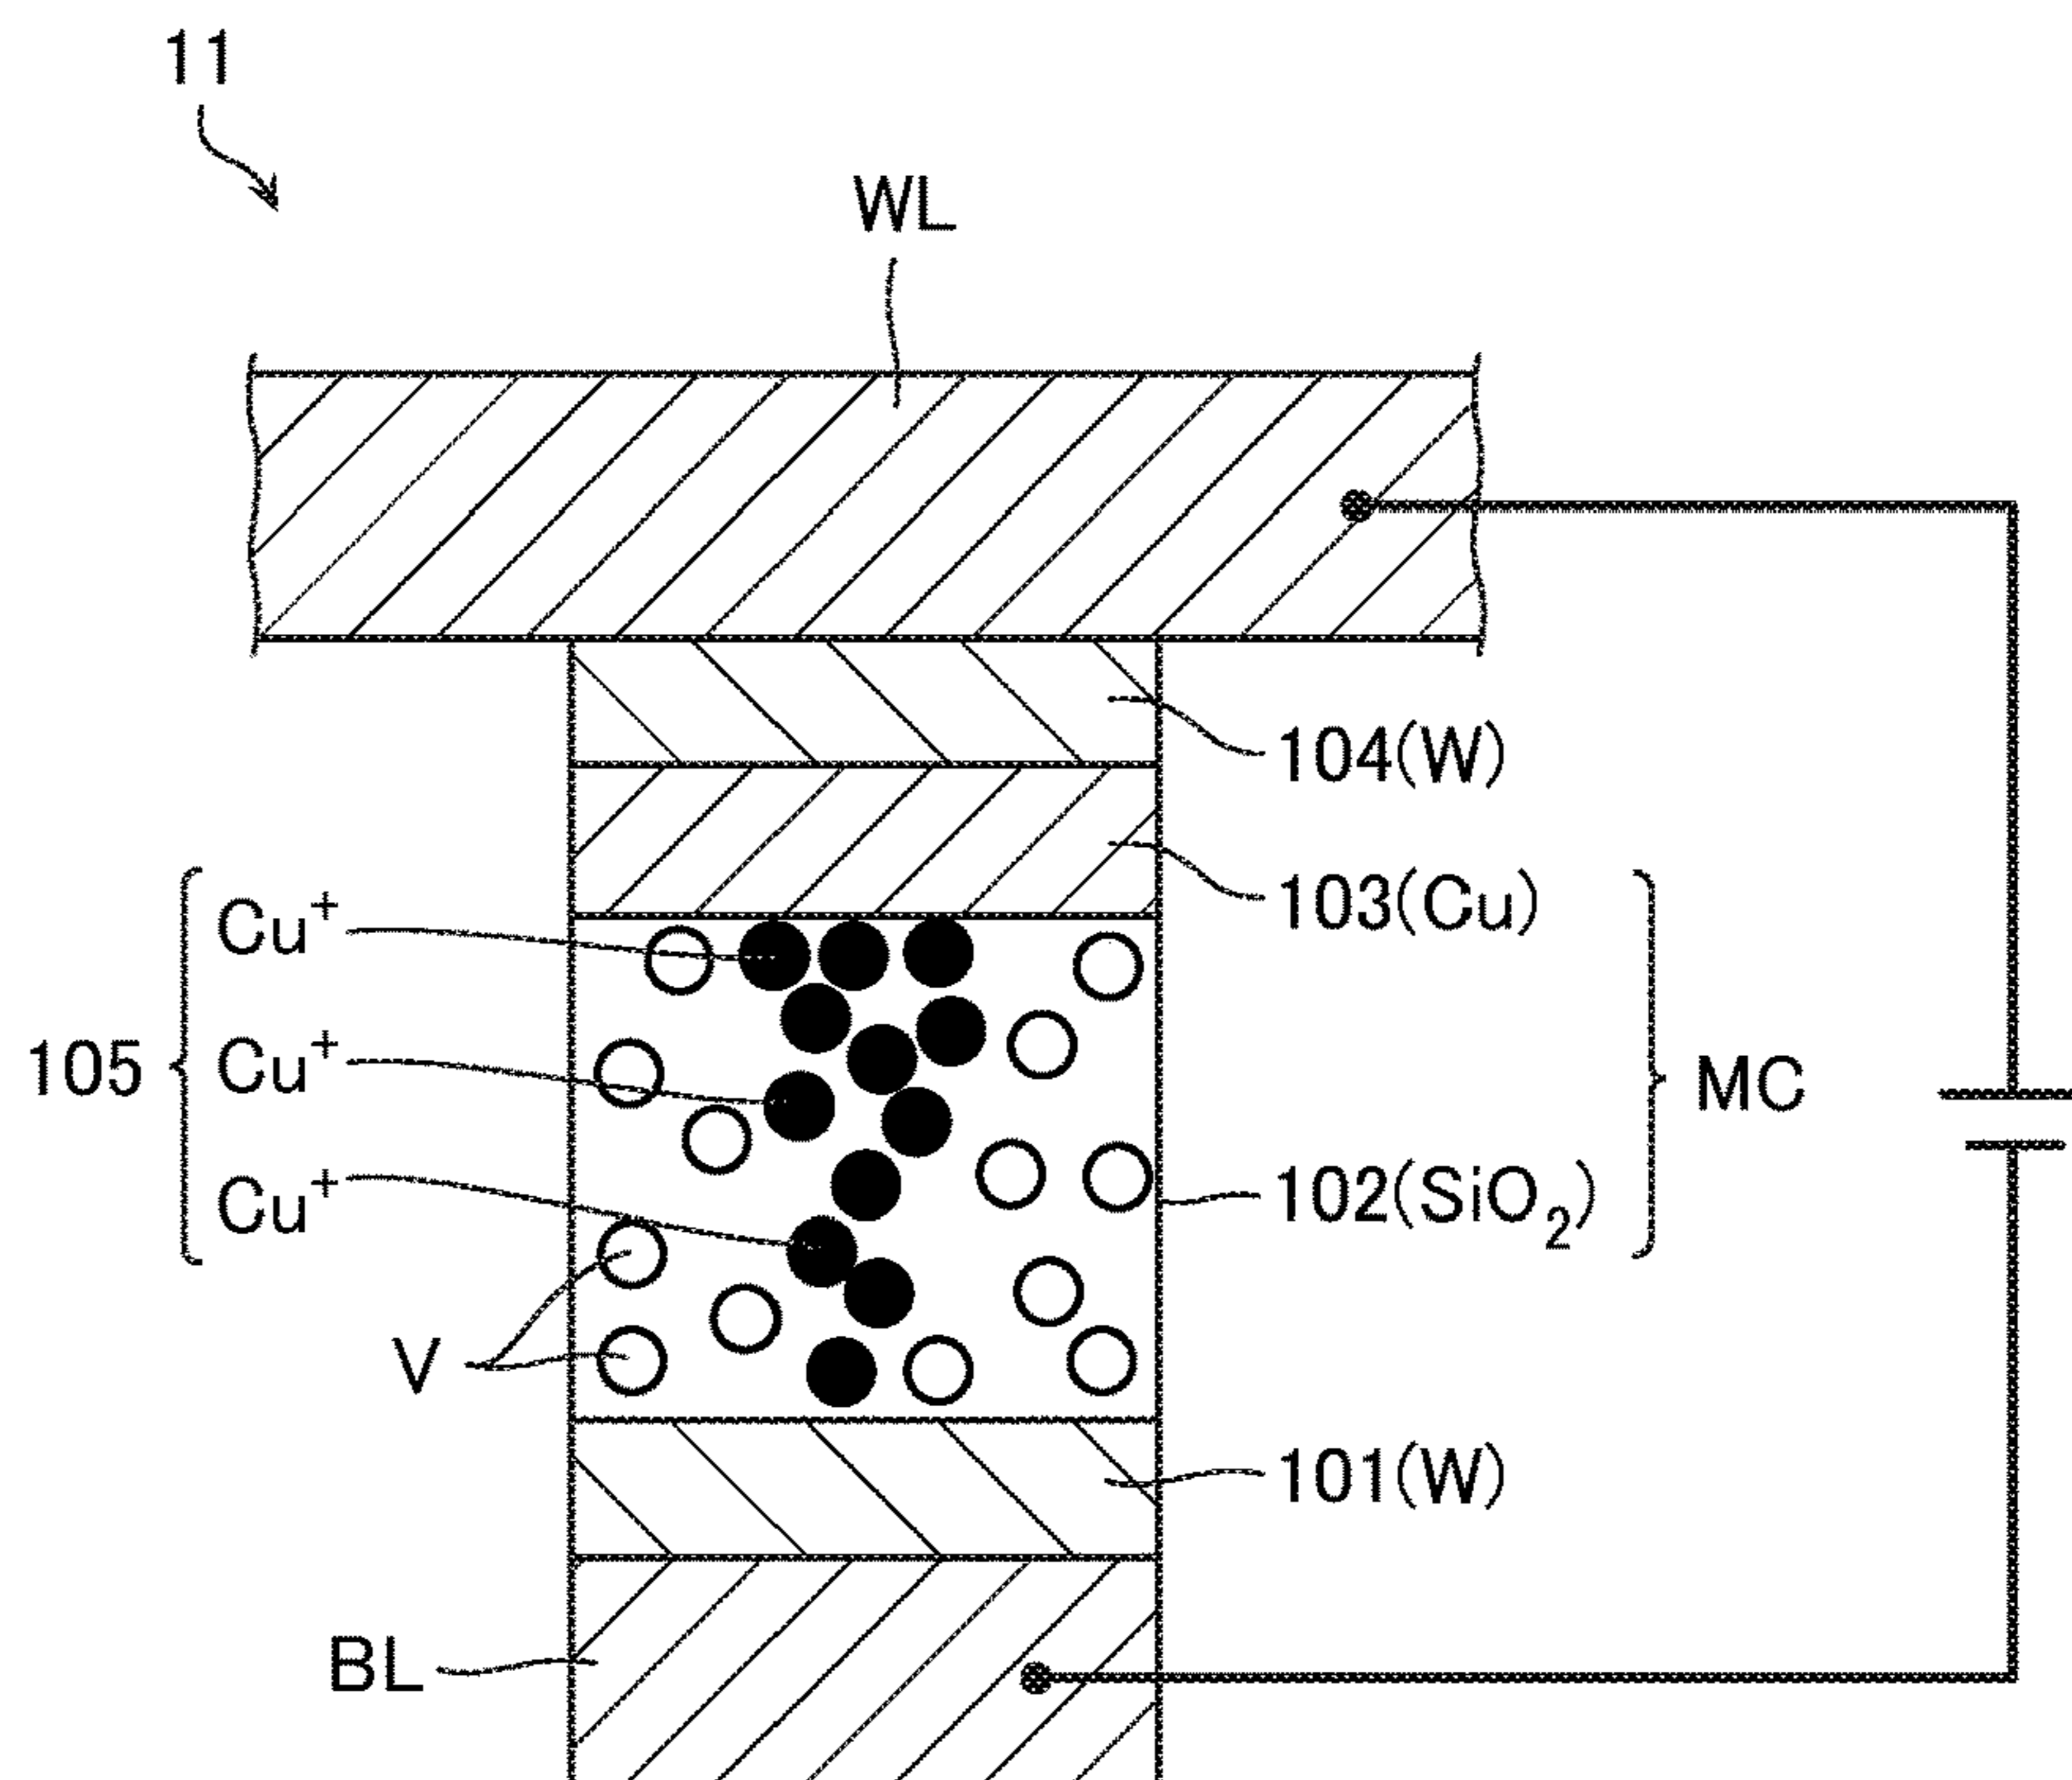 11
WL
104(W)
103(Cu)
Cu⁺
105
Cu⁺
MC
Cu⁺
102(SiO₂)
V
101(W)
BL